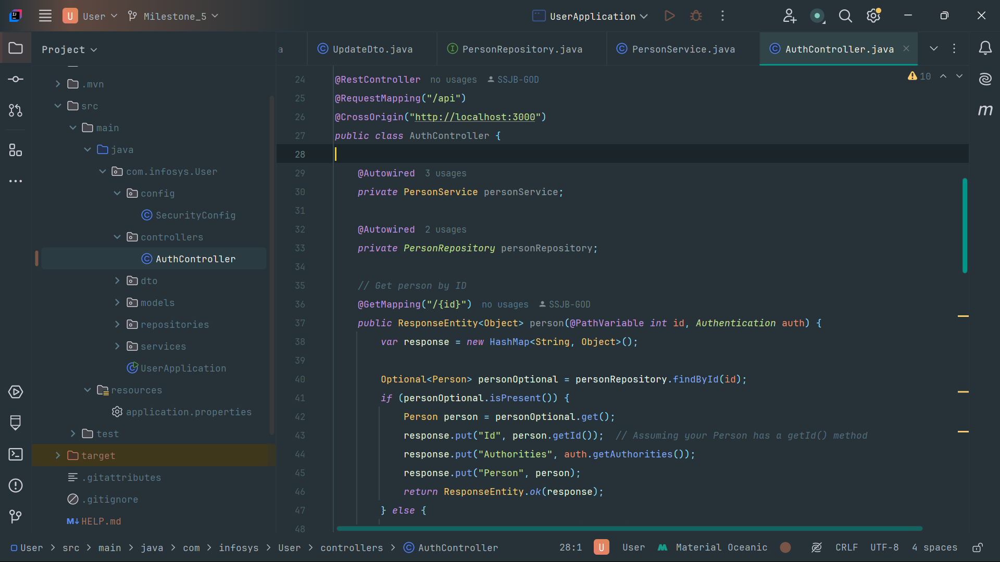 U User Milestone_5 UserApplication
Project
a UpdateDto.java PersonRepository.java PersonService.java AuthController.java
.mvn
src
main
java
com.infosys.User
config
SecurityConfig
controllers
AuthController
dto
models
repositories
services
UserApplication
resources
application.properties
test
target
.gitattributes
.gitignore
M↓ HELP.md
10
m
24 @RestController no usages SSJB-GOD
25 @RequestMapping("/api")
26 @CrossOrigin("http://localhost:3000")
27 public class AuthController {
28
29 @Autowired 3 usages
30 private PersonService personService;
31
32 @Autowired 2 usages
33 private PersonRepository personRepository;
34
35 // Get person by ID
36 @GetMapping("/{id}") no usages SSJB-GOD
37 public ResponseEntity<Object> person(@PathVariable int id, Authentication auth) {
38 var response = new HashMap<String, Object>();
39
40 Optional<Person> personOptional = personRepository.findById(id);
41 if (personOptional.isPresent()) {
42 Person person = personOptional.get();
43 response.put("Id", person.getId()); // Assuming your Person has a getId() method
44 response.put("Authorities", auth.getAuthorities());
45 response.put("Person", person);
46 return ResponseEntity.ok(response);
47 } else {
48
User > src > main > java > com > infosys > User > controllers > AuthController 28:1 U User Material Oceanic CRLF UTF-8 4 spaces